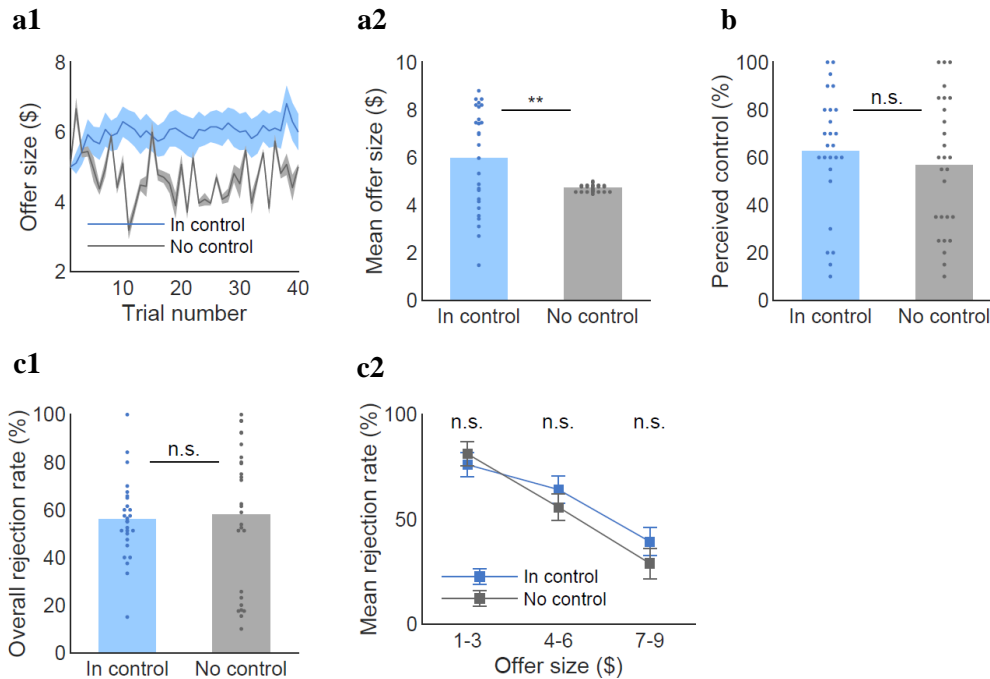 a1
Offer size ($)
8
6
4
2
In control
No control
10
20
30
40
Trial number
a2
Mean offer size ($)
10
8
6
4
2
0
**
In control
No control
b
Perceived control (%)
100
80
60
40
20
0
n.s.
In control
No control
c1
Overall rejection rate (%)
100
80
60
40
20
0
n.s.
In control
No control
c2
Mean rejection rate (%)
100
50
0
n.s.
n.s.
n.s.
In control
No control
1-3
4-6
7-9
Offer size ($)